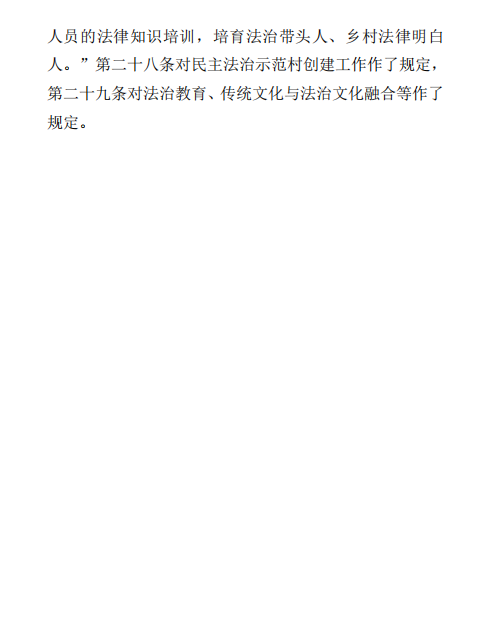 人员的法律知识培训，培育法治带头人、乡村法律明白
人。”第二十八条对民主法治示范村创建工作作了规定，
第二十九条对法治教育、传统文化与法治文化融合等作了
规定。